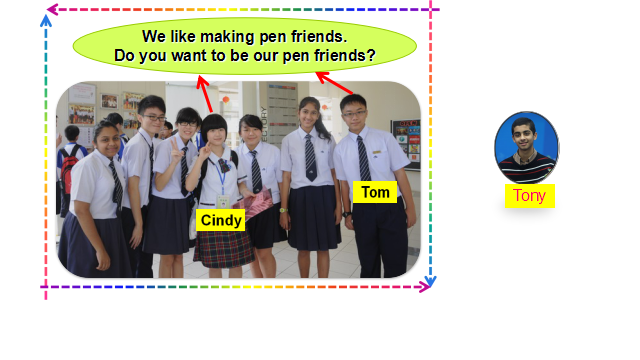 We like making pen friends.
Do you want to be our pen friends?
Tom
Cindy
Tony